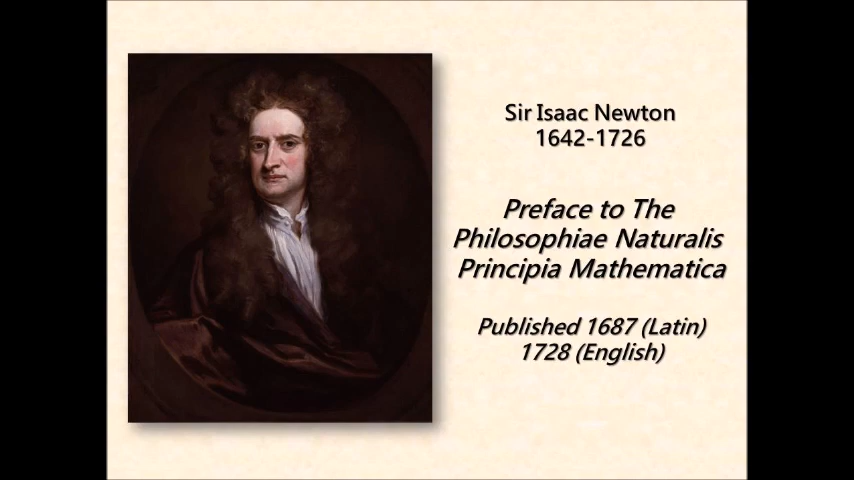 Sir Isaac Newton
1642-1726
Preface to The
Philosophiae Naturalis
Principia Mathematica
Published 1687 (Latin)
1728 (English)